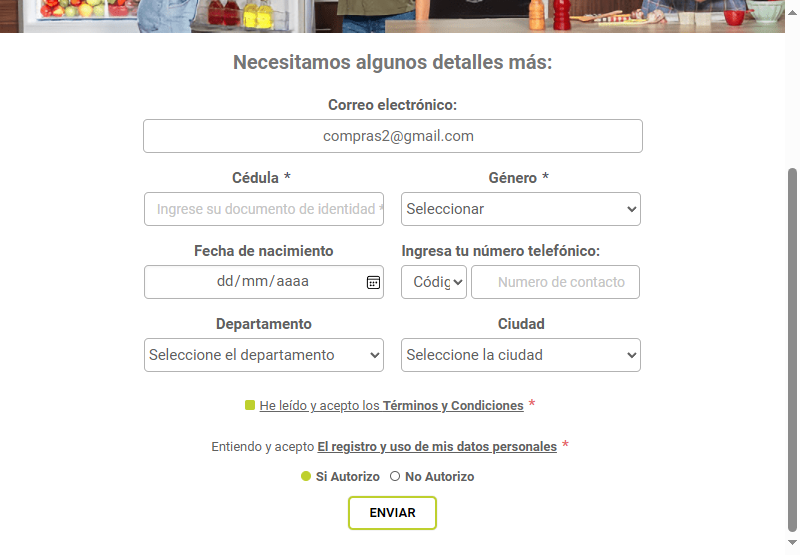 Necesitamos algunos detalles más:
Correo electrónico:
compras2@gmail.com
Cédula *
Género *
Ingrese su documento de identidad *
Seleccionar
Fecha de nacimiento
Ingresa tu número telefónico:
dd/mm/aaaa
Códig
Numero de contacto
Departamento
Ciudad
Seleccione el departamento
Seleccione la ciudad
He leído y acepto los Términos y Condiciones *
Entiendo y acepto El registro y uso de mis datos personales *
Si Autorizo No Autorizo
ENVIAR